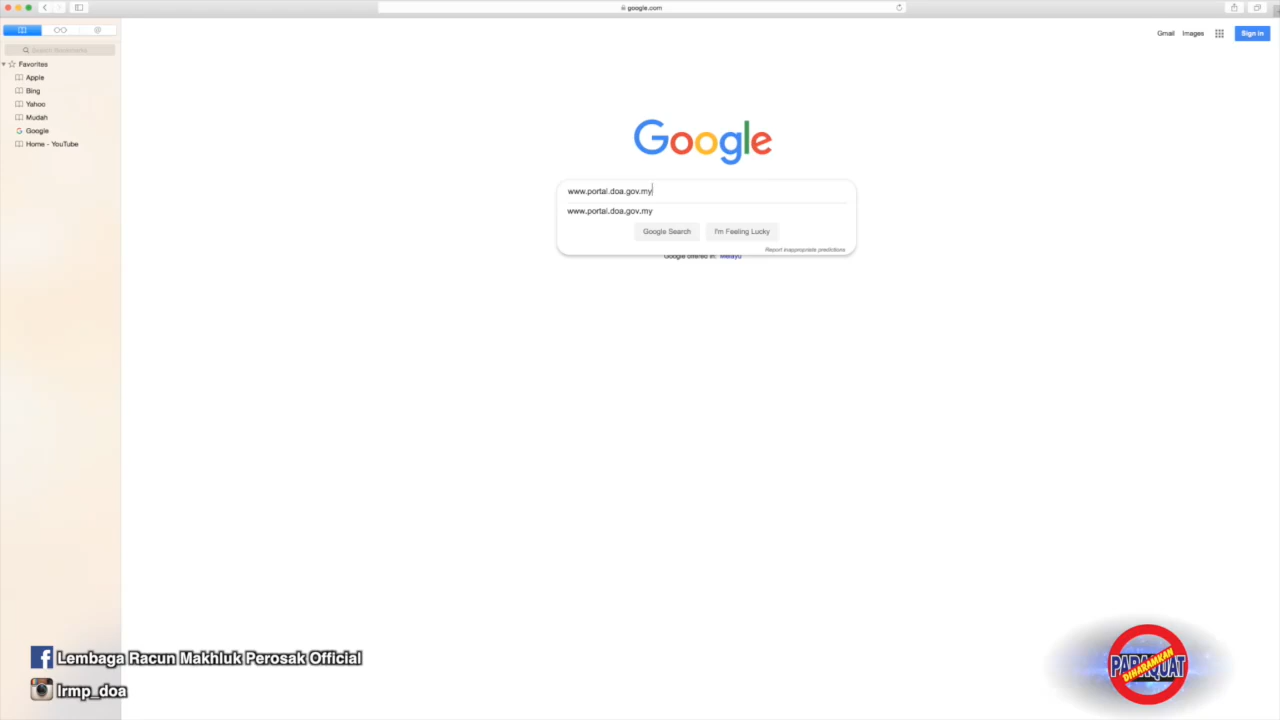 google.com
Gmail Images Sign in
Search Bookmarks
Favorites
Apple
Bing
Yahoo
Mudah
Google
Home - YouTube
Google
www.portal.doa.gov.my
www.portal.doa.gov.my
Google Search I'm Feeling Lucky
Report inappropriate predictions
Google offered in: Melayu
Lembaga Racun Makhluk Perosak Official
lrmp_doa
PARAQUAT
DIHARAMKAN